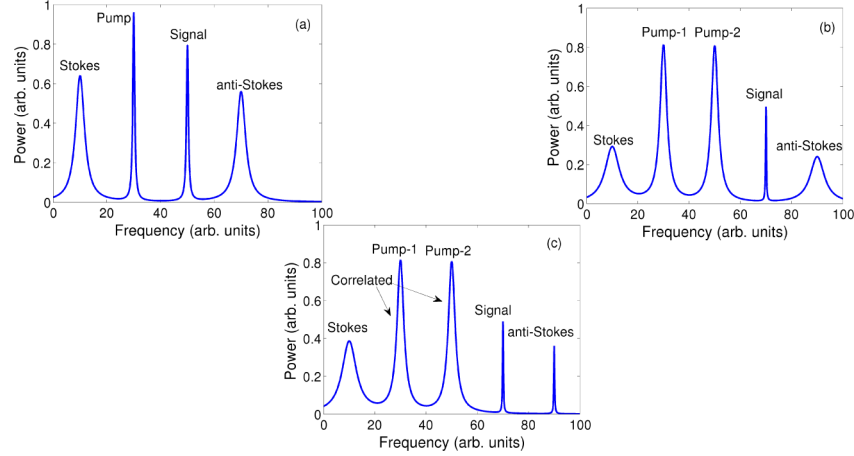 (a)
Pump
Signal
Stokes
anti-Stokes
Power (arb. units)
1
0.8
0.6
0.4
0.2
0
0 20 40 60 80 100
Frequency (arb. units)
(b)
Pump-1 Pump-2
Signal
Stokes
anti-Stokes
Power (arb. units)
1
0.8
0.6
0.4
0.2
0
0 20 40 60 80 100
Frequency (arb. units)
(c)
Pump-1 Pump-2
Correlated
Signal
Stokes
anti-Stokes
Power (arb. units)
1
0.8
0.6
0.4
0.2
0
0 20 40 60 80 100
Frequency (arb. units)